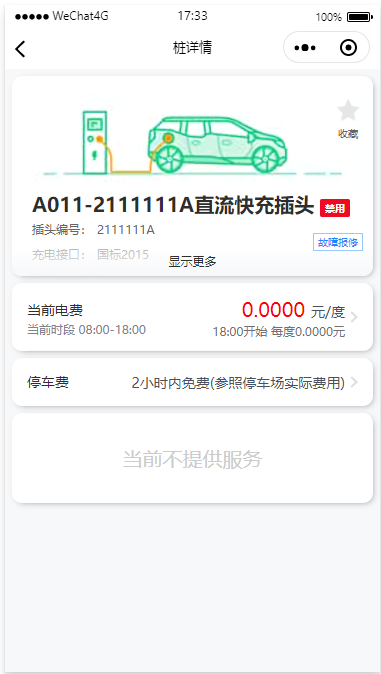 WeChat4G 17:33 100%
桩详情
收藏
A011-2111111A直流快充插头 禁用
插头编号： 2111111A
故障报修
充电接口： 国标2015
显示更多
当前电费 0.0000 元/度
当前时段 08:00-18:00 18:00开始 每度0.0000元
停车费 2小时内免费(参照停车场实际费用)
当前不提供服务